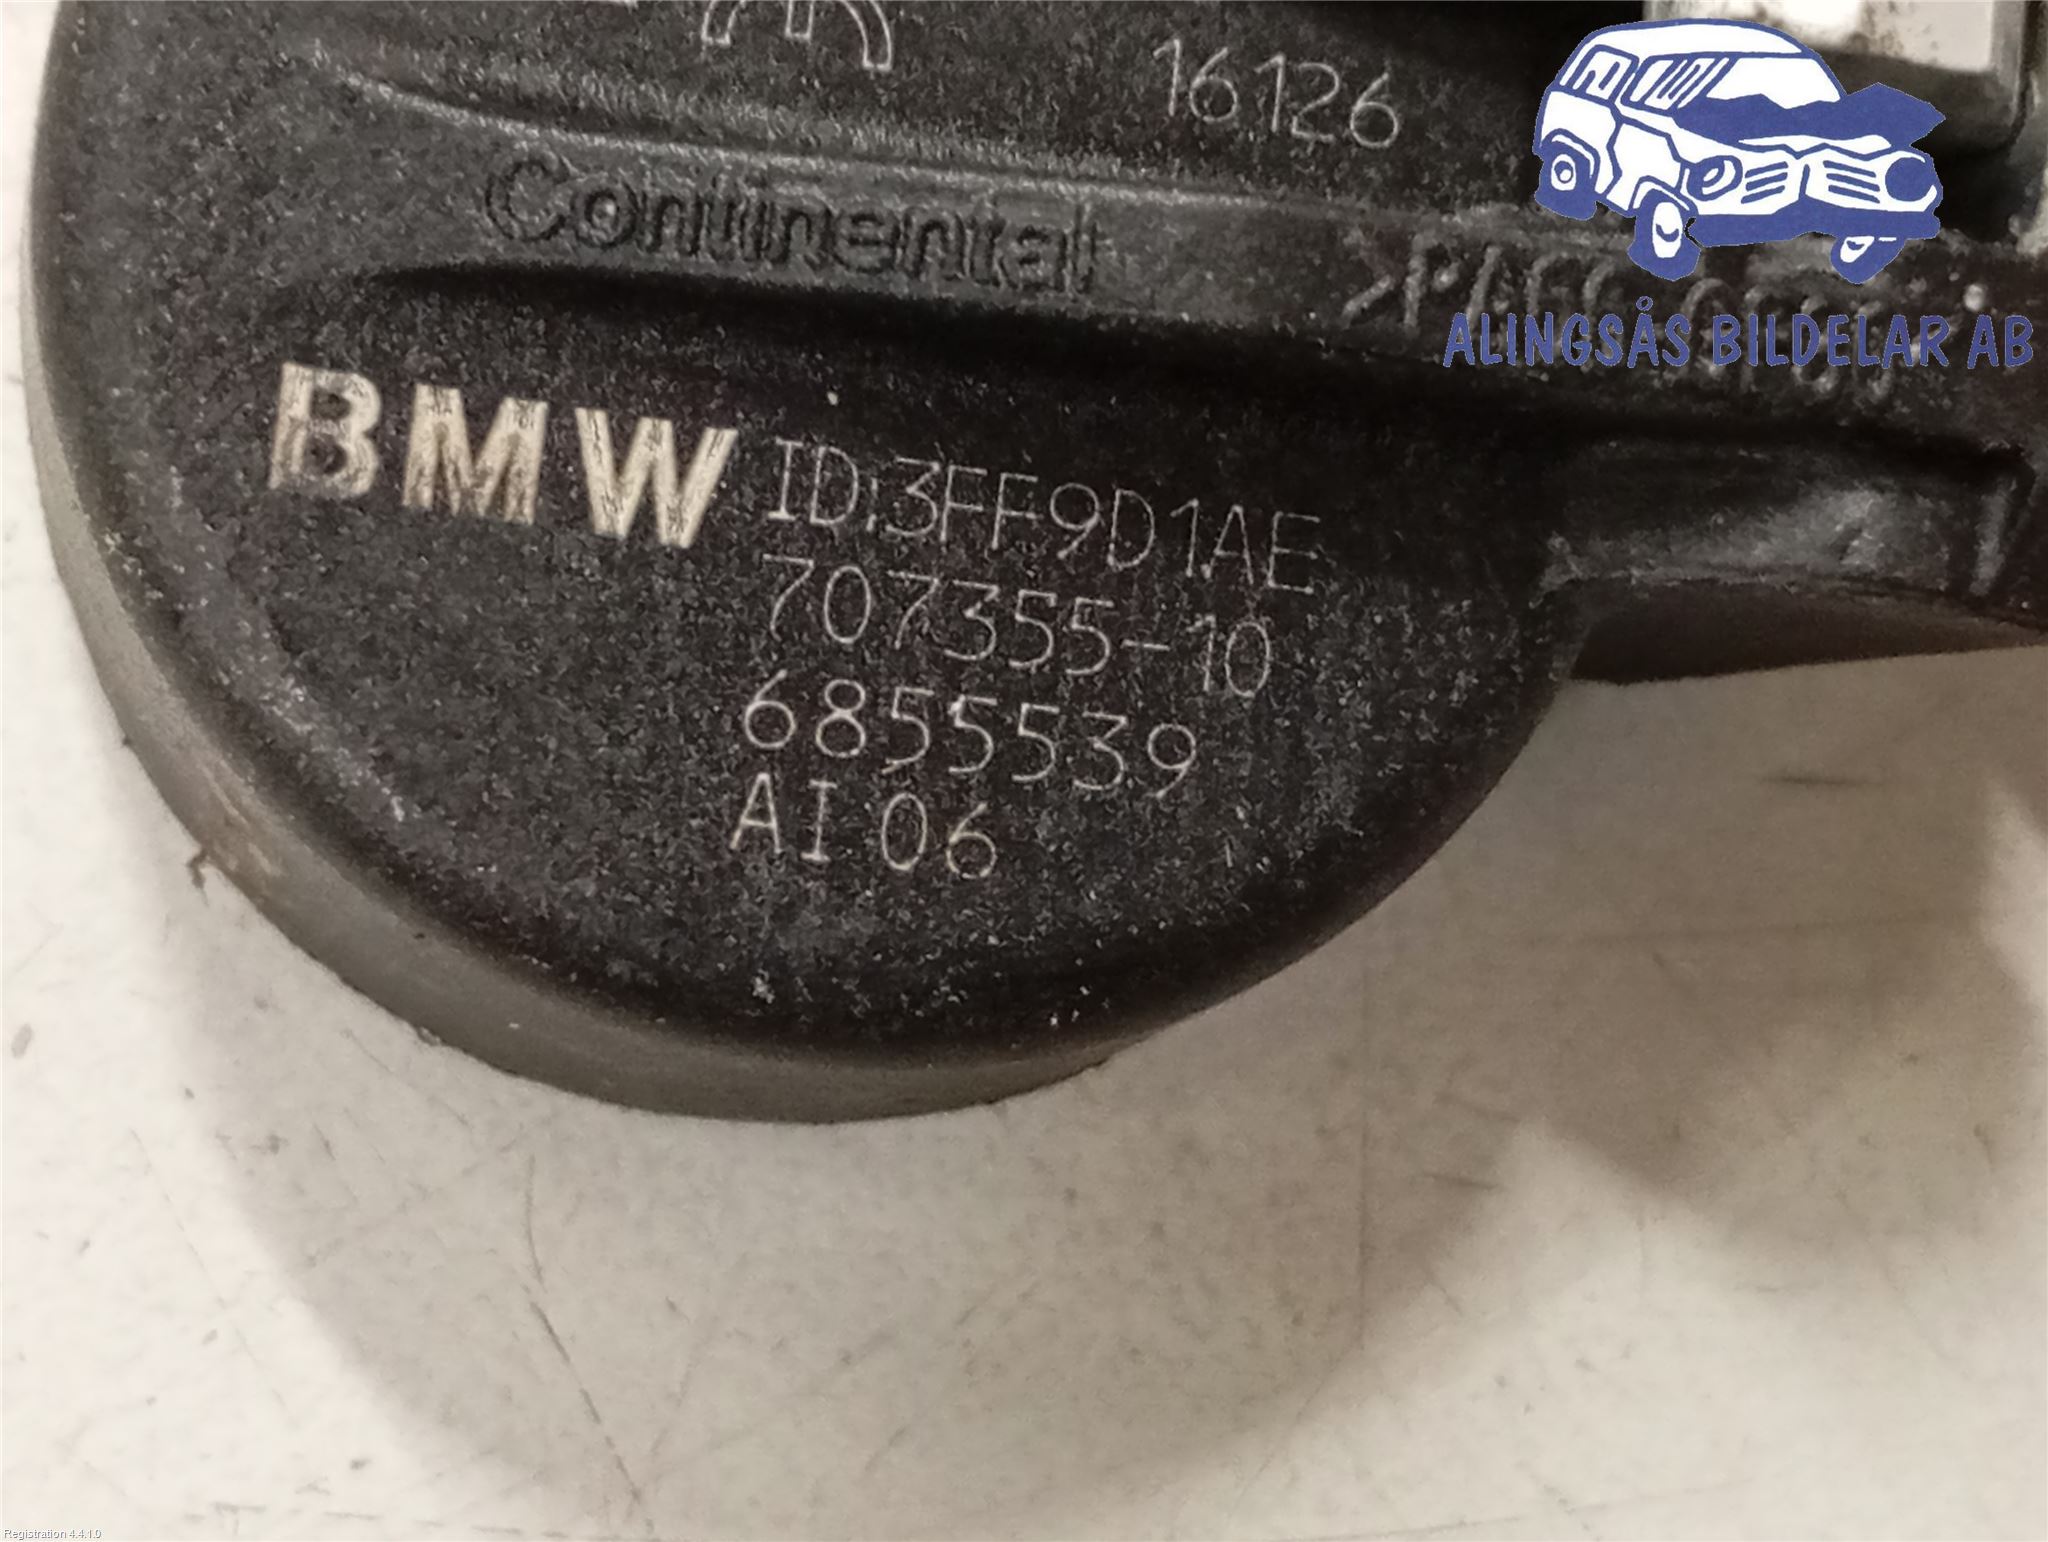 16126
Continental
ALINGSÅS BILDELAR AB
BMW ID:3FF9D1AE
707355-10
6855539
AI 06
Registration 4.4.1.0